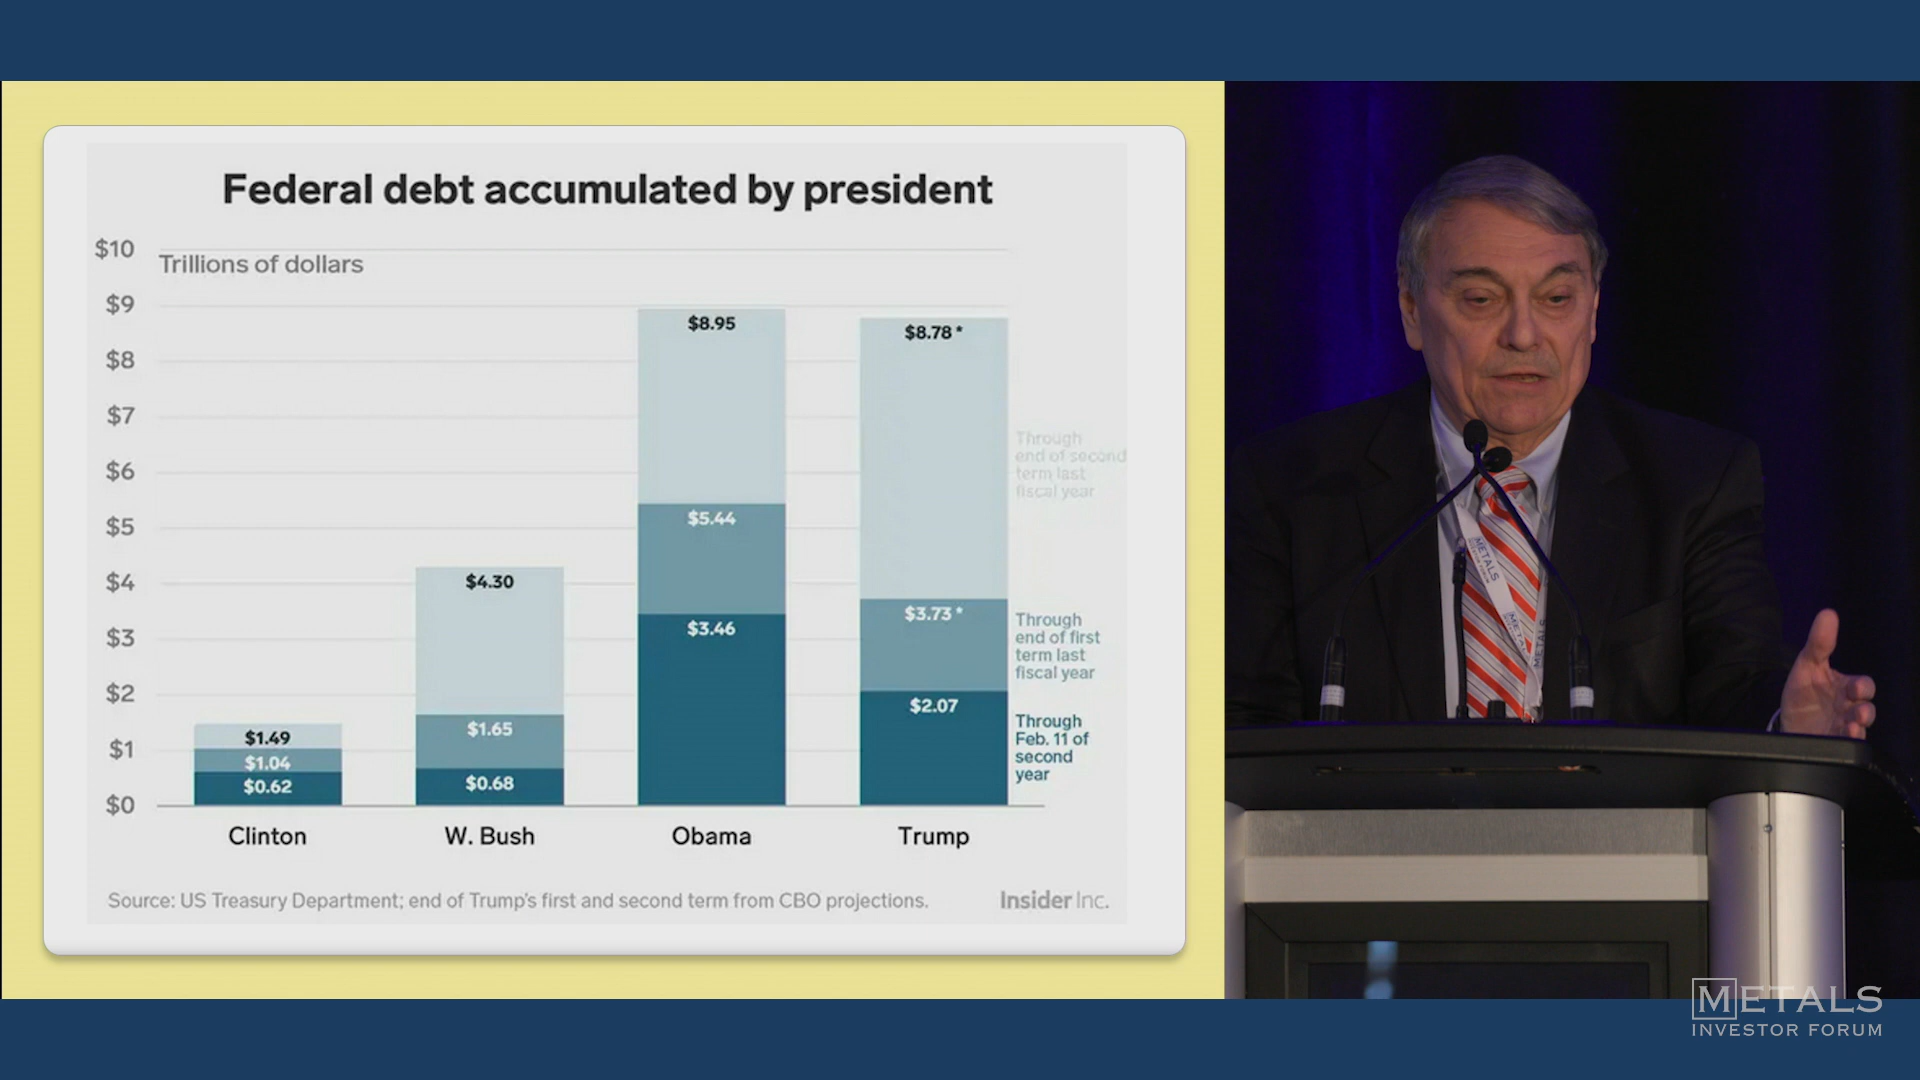 Federal debt accumulated by president
Trillions of dollars
$10
$9
$8
$7
$6
$5
$4
$3
$2
$1
$0
$1.49
$1.04
$0.62
$4.30
$1.65
$0.68
$8.95
$5.44
$3.46
$8.78 *
$3.73 *
$2.07
Through
end of second
term last
fiscal year
Through
end of first
term last
fiscal year
Through
Feb. 11 of
second
year
Clinton
W. Bush
Obama
Trump
Source: US Treasury Department; end of Trump's first and second term from CBO projections.
Insider Inc.
METALS
METALS
METALS
INVESTOR FORUM